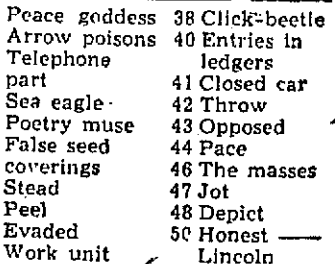 Peace goddess
Arrow poisons
Telephone
part
Sea eagle
Poetry muse
False seed
coverings
Stead
Peel
Evaded
Work unit
38 Click-beetle
40 Entries in
ledgers
41 Closed car
42 Throw
43 Opposed
44 Pace
46 The masses
47 Jot
48 Depict
50 Honest —
Lincoln